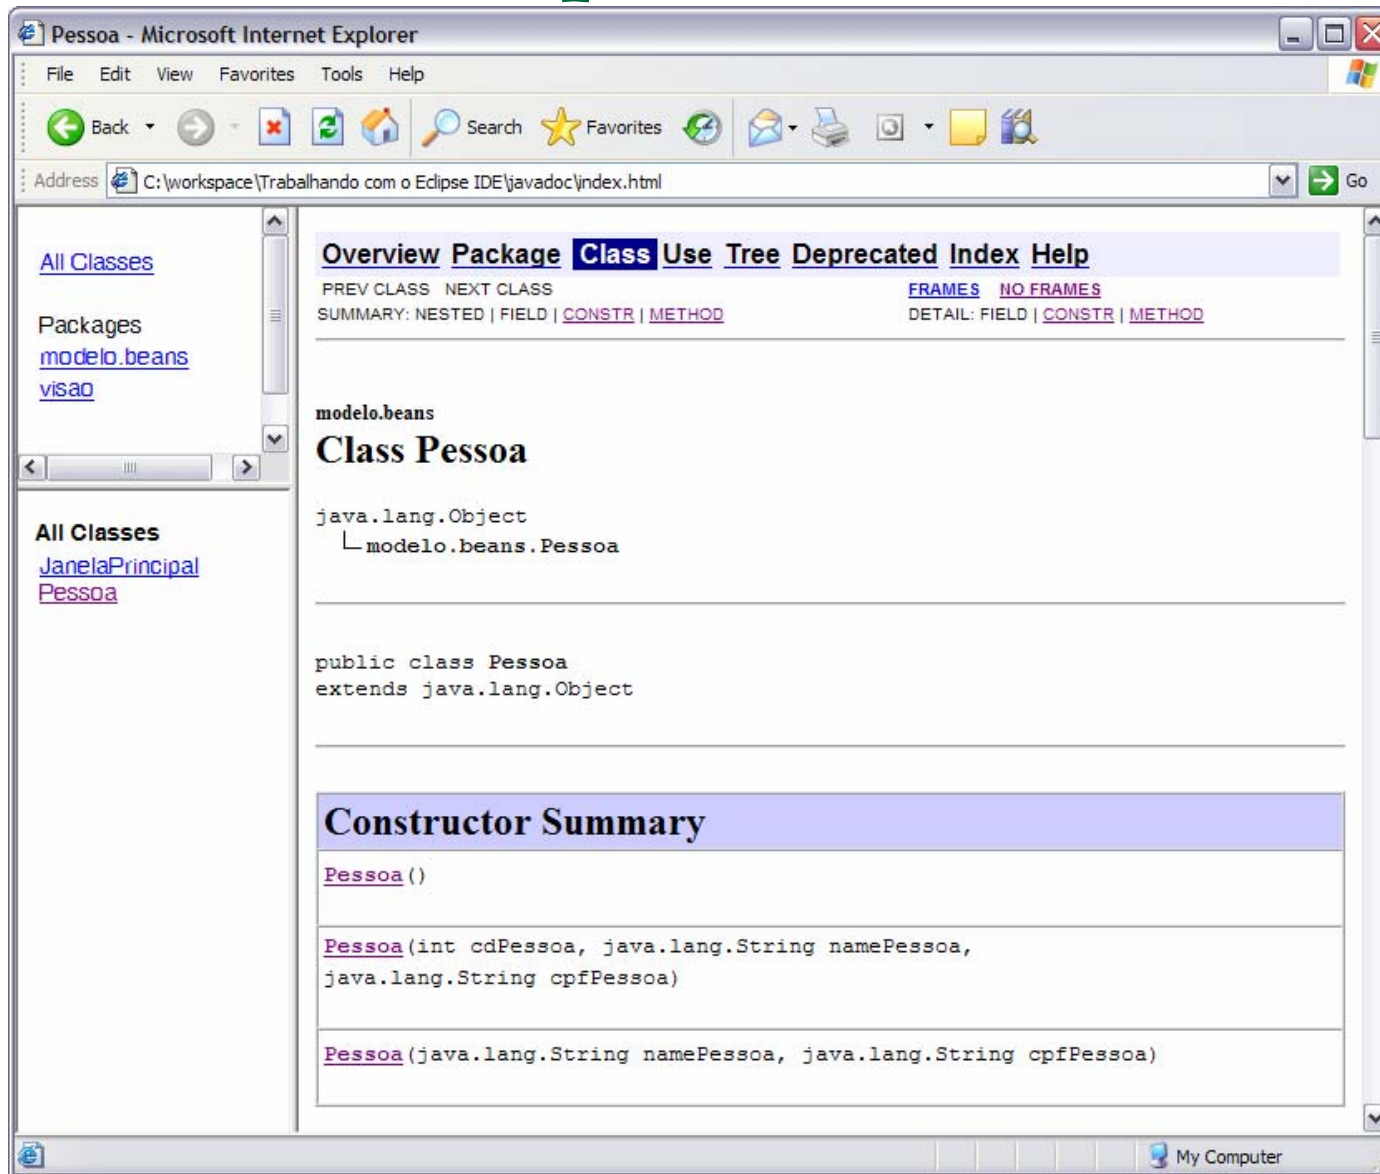 Pessoa - Microsoft Internet Explorer
File Edit View Favorites Tools Help
Back Search Favorites
Address C:\workspace\Trabalhando com o Eclipse IDE\javadoc\index.html Go
All Classes
Packages
modelo.beans
visao
All Classes
JanelaPrincipal
Pessoa
Overview Package Class Use Tree Deprecated Index Help
PREV CLASS NEXT CLASS FRAMES NO FRAMES
SUMMARY: NESTED | FIELD | CONSTR | METHOD DETAIL: FIELD | CONSTR | METHOD
modelo.beans
Class Pessoa
java.lang.Object
modelo.beans.Pessoa
public class Pessoa
extends java.lang.Object
Constructor Summary
Pessoa()
Pessoa(int cdPessoa, java.lang.String namePessoa,
java.lang.String cpfPessoa)
Pessoa(java.lang.String namePessoa, java.lang.String cpfPessoa)
My Computer